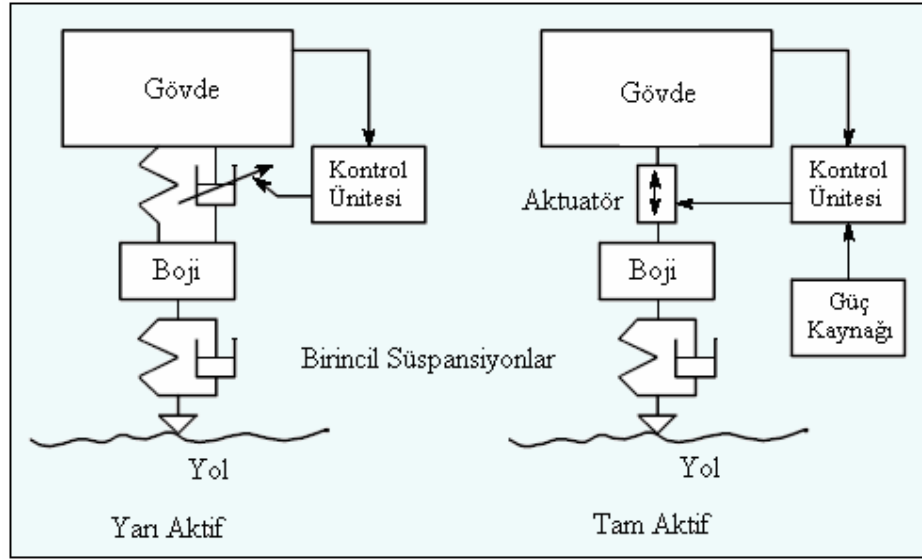 Gövde
Kontrol
Ünitesi
Boji
Yol
Yarı Aktif
Birincil Süspansiyonlar
Gövde
Aktuatör
Kontrol
Ünitesi
Boji
Güç
Kaynağı
Yol
Tam Aktif